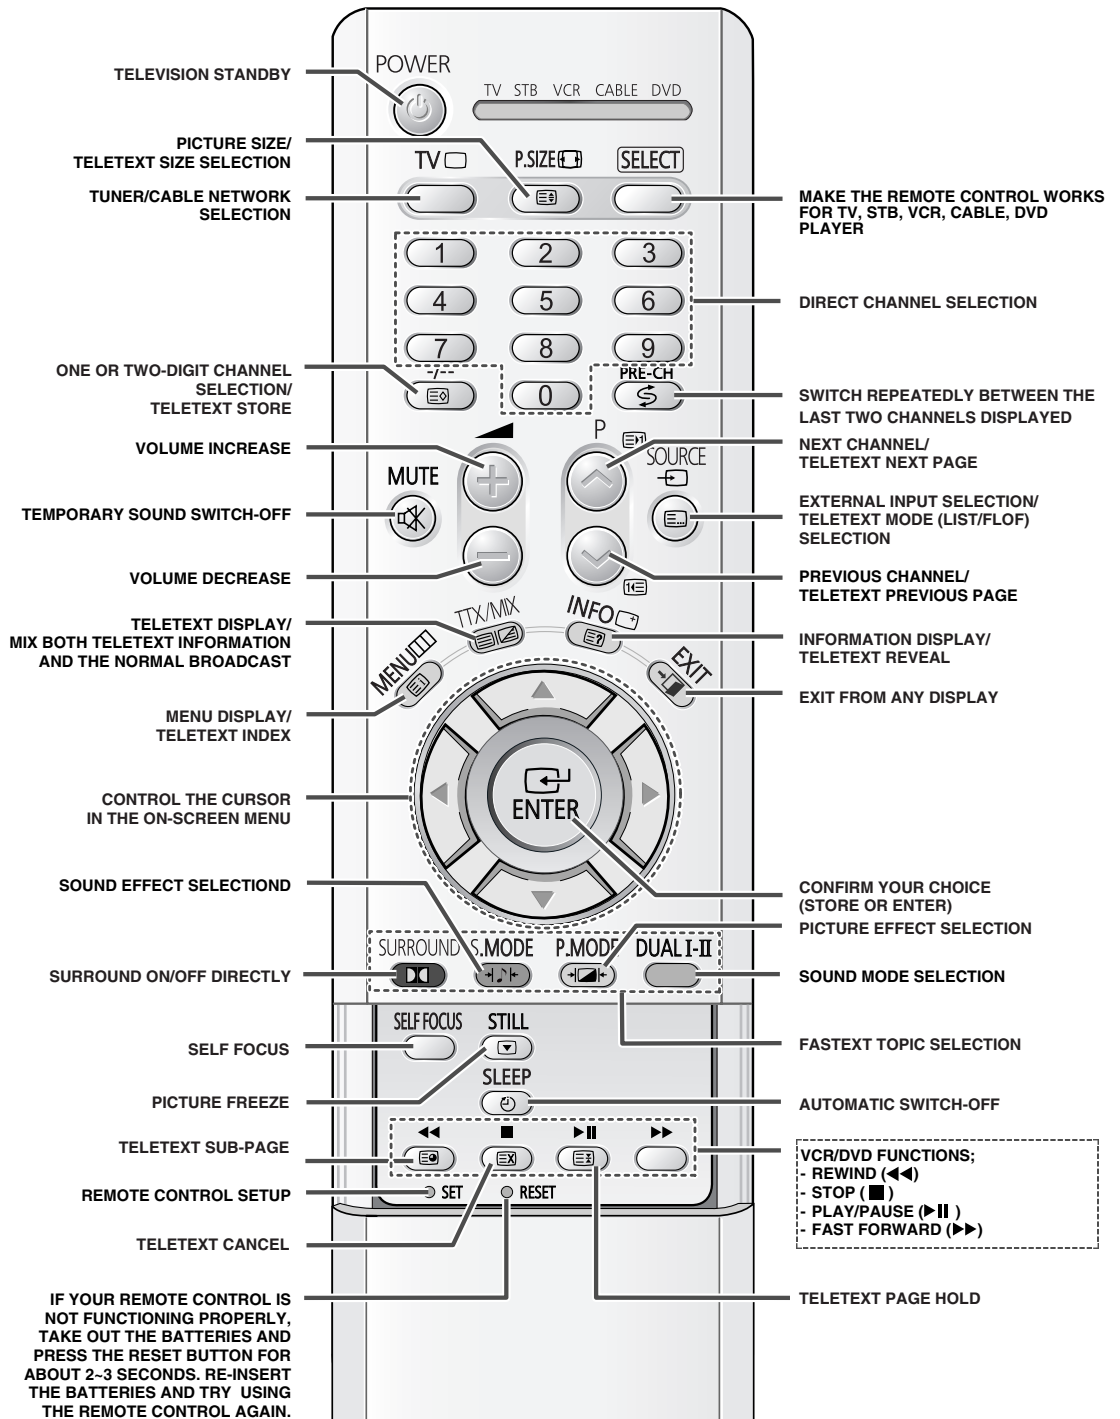 POWER
TELEVISION STANDBY
TV STB VCR CABLE DVD
PICTURE SIZE/
TELETEXT SIZE SELECTION
TV
P.SIZE
SELECT
TUNER/CABLE NETWORK
SELECTION
MAKE THE REMOTE CONTROL WORKS
FOR TV, STB, VCR, CABLE, DVD
PLAYER
1 2 3
4 5 6
DIRECT CHANNEL SELECTION
7 8 9
-/--
0
PRE-CH
ONE OR TWO-DIGIT CHANNEL
SELECTION/
TELETEXT STORE
SWITCH REPEATEDLY BETWEEN THE
LAST TWO CHANNELS DISPLAYED
P
VOLUME INCREASE
NEXT CHANNEL/
TELETEXT NEXT PAGE
MUTE
SOURCE
TEMPORARY SOUND SWITCH-OFF
EXTERNAL INPUT SELECTION/
TELETEXT MODE (LIST/FLOF)
SELECTION
VOLUME DECREASE
PREVIOUS CHANNEL/
TELETEXT PREVIOUS PAGE
TTX/MIX
INFO
TELETEXT DISPLAY/
MIX BOTH TELETEXT INFORMATION
AND THE NORMAL BROADCAST
INFORMATION DISPLAY/
TELETEXT REVEAL
MENU
EXIT
EXIT FROM ANY DISPLAY
MENU DISPLAY/
TELETEXT INDEX
ENTER
CONTROL THE CURSOR
IN THE ON-SCREEN MENU
SOUND EFFECT SELECTIOND
CONFIRM YOUR CHOICE
(STORE OR ENTER)
PICTURE EFFECT SELECTION
SURROUND S.MODE P.MODE DUAL I-II
SURROUND ON/OFF DIRECTLY
SOUND MODE SELECTION
SELF FOCUS STILL
SELF FOCUS
FASTEXT TOPIC SELECTION
SLEEP
PICTURE FREEZE
AUTOMATIC SWITCH-OFF
TELETEXT SUB-PAGE
VCR/DVD FUNCTIONS;
- REWIND (◀◀)
- STOP ( ■ )
- PLAY/PAUSE (▶❚❚ )
- FAST FORWARD (▶▶)
REMOTE CONTROL SETUP
SET RESET
TELETEXT CANCEL
TELETEXT PAGE HOLD
IF YOUR REMOTE CONTROL IS
NOT FUNCTIONING PROPERLY,
TAKE OUT THE BATTERIES AND
PRESS THE RESET BUTTON FOR
ABOUT 2~3 SECONDS. RE-INSERT
THE BATTERIES AND TRY USING
THE REMOTE CONTROL AGAIN.